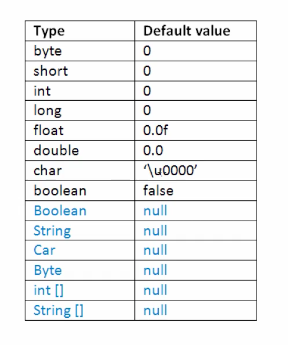 Type Default value
byte 0
short 0
int 0
long 0
float 0.0f
double 0.0
char ‘\u0000’
boolean false
Boolean null
String null
Car null
Byte null
int [] null
String [] null